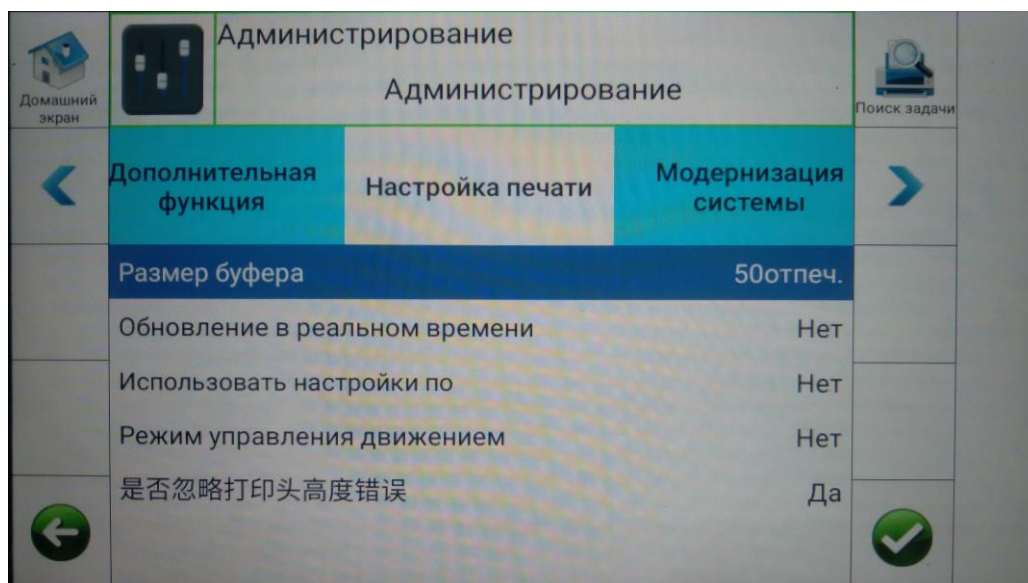 Администрирование
Администрирование
Домашний
экран
Поиск задачи
Дополнительная
функция
Настройка печати
Модернизация
системы
Размер буфера 50отпеч.
Обновление в реальном времени Нет
Использовать настройки по Нет
Режим управления движением Нет
是否忽略打印头高度错误 Да